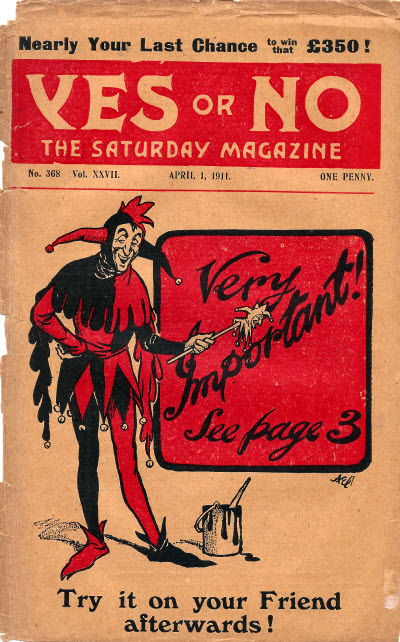 Nearly Your Last Chance to win that £350!
YES OR NO
THE SATURDAY MAGAZINE
No. 368 Vol. XXVII. APRIL 1, 1911. ONE PENNY.
Very
Important!
See page 3
Try it on your Friend
afterwards!